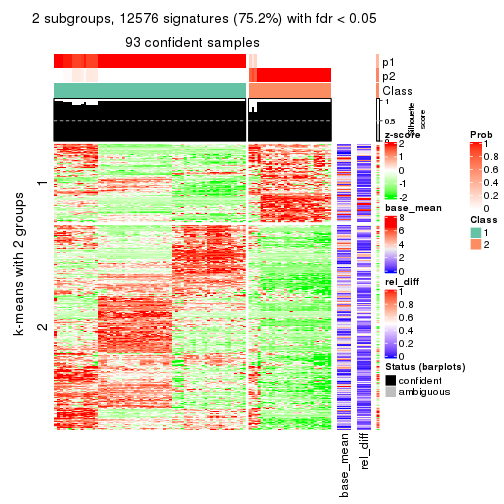 2 subgroups, 12576 signatures (75.2%) with fdr < 0.05
93 confident samples
p1
p2
Class
1
0.5
0
Silhouette
score
k-means with 2 groups
1
2
base_mean
rel_diff
z-score
2
1
0
-1
-2
base_mean
8
6
4
2
0
rel_diff
1
0.8
0.6
0.4
0.2
0
Status (barplots)
confident
ambiguous
Prob
1
0.8
0.6
0.4
0.2
0
Class
1
2